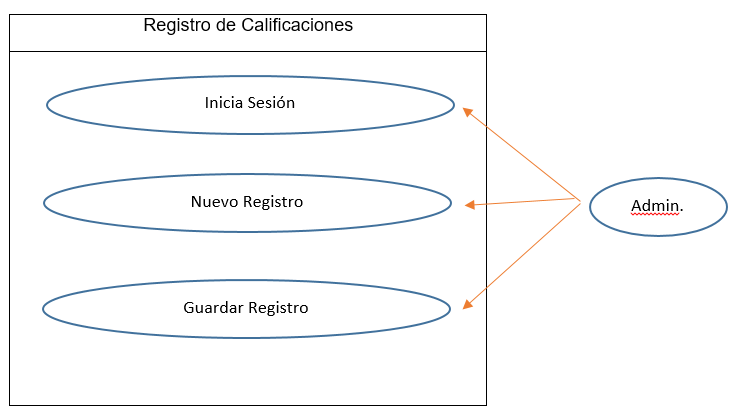 Registro de Calificaciones
Inicia Sesión
Nuevo Registro
Admin.
Guardar Registro